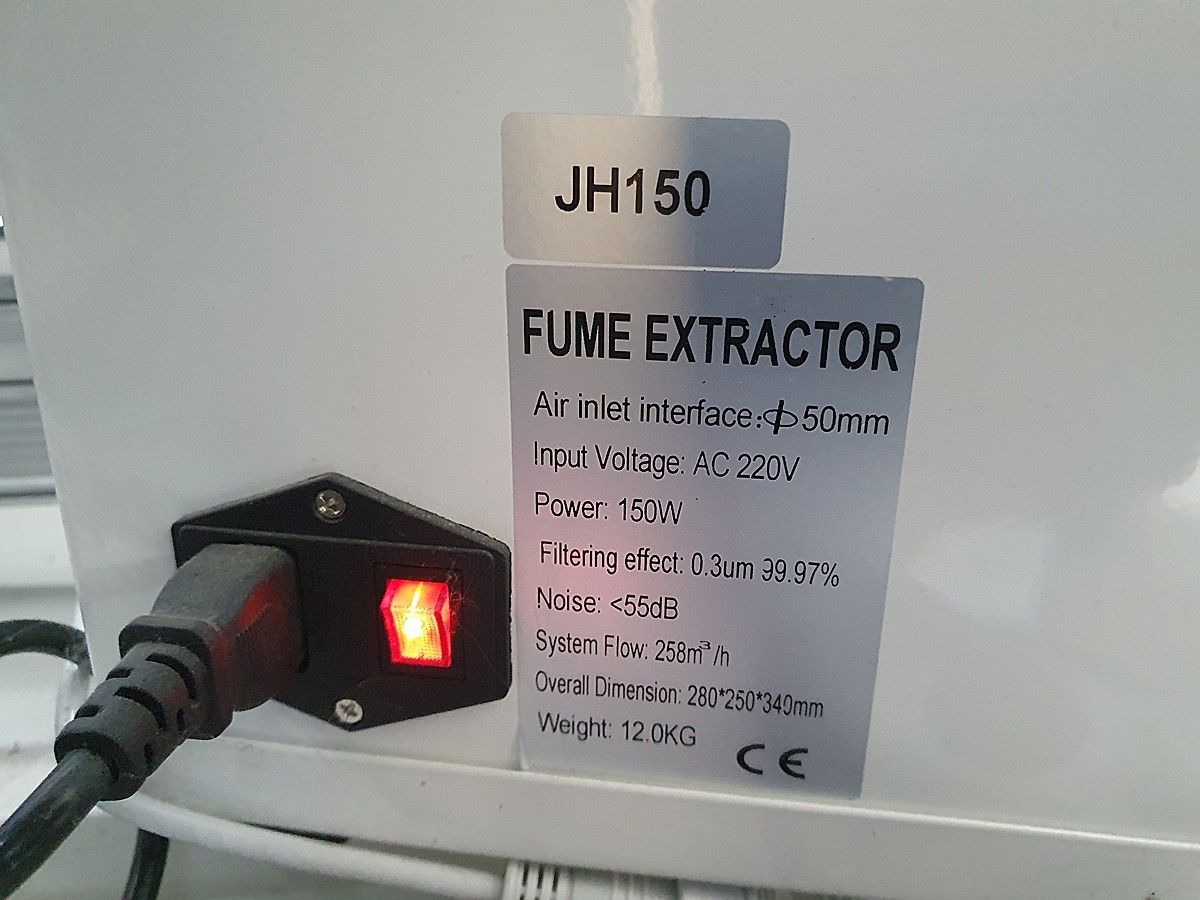 JH150
FUME EXTRACTOR
Air inlet interface:ф50mm
Input Voltage: AC 220V
Power: 150W
Filtering effect: 0.3um 99.97%
Noise: <55dB
System Flow: 258m³/h
Overall Dimension: 280*250*340mm
Weight: 12.0KG
CE